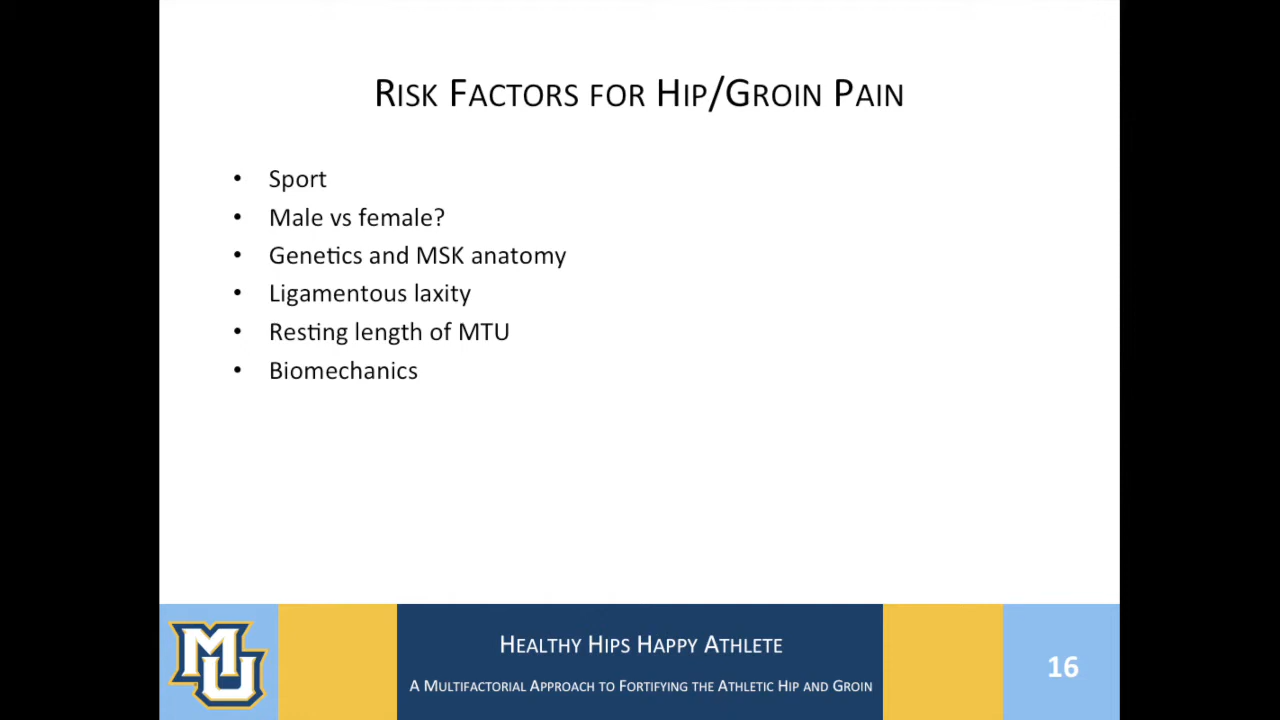 Risk Factors for Hip/Groin Pain
• Sport
• Male vs female?
• Genetics and MSK anatomy
• Ligamentous laxity
• Resting length of MTU
• Biomechanics
MU
Healthy Hips Happy Athlete
A Multifactorial Approach to Fortifying the Athletic Hip and Groin
16